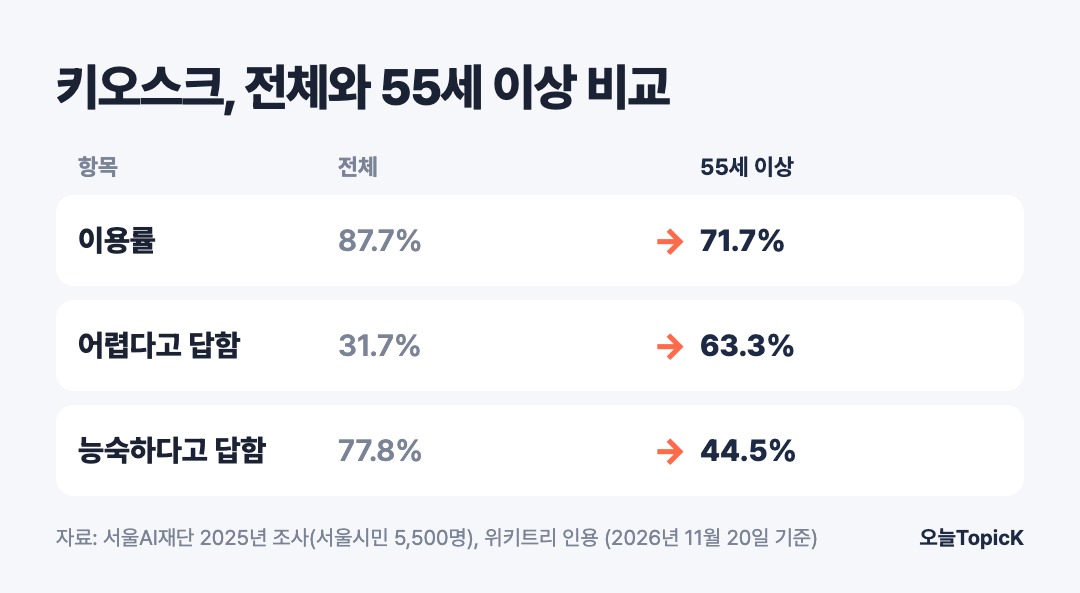 키오스크, 전체와 55세 이상 비교
항목 전체 55세 이상
이용률 87.7% → 71.7%
어렵다고 답함 31.7% → 63.3%
능숙하다고 답함 77.8% → 44.5%
자료: 서울AI재단 2025년 조사(서울시민 5,500명), 위키트리 인용 (2026년 11월 20일 기준) 오늘TopicK